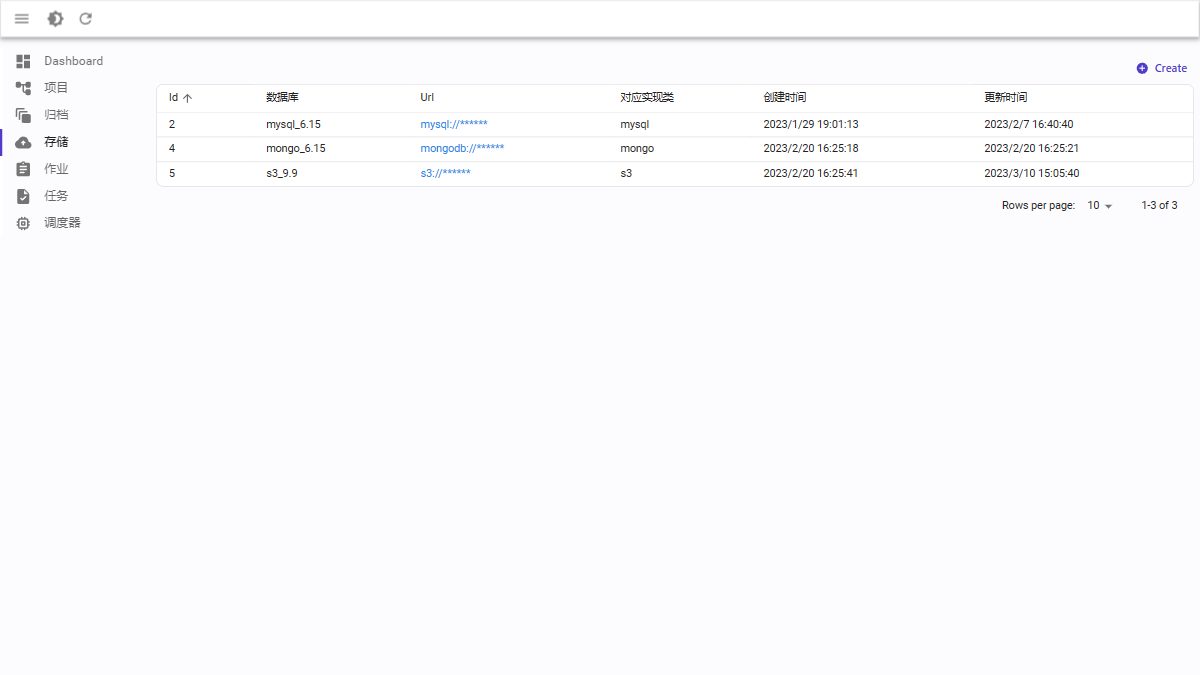 Dashboard
项目
归档
存储
作业
任务
调度器
Create
Id 数据库 Url 对应实现类 创建时间 更新时间
2 mysql_6.15 mysql://****** mysql 2023/1/29 19:01:13 2023/2/7 16:40:40
4 mongo_6.15 mongodb://****** mongo 2023/2/20 16:25:18 2023/2/20 16:25:21
5 s3_9.9 s3://****** s3 2023/2/20 16:25:41 2023/3/10 15:05:40
Rows per page: 10 1-3 of 3